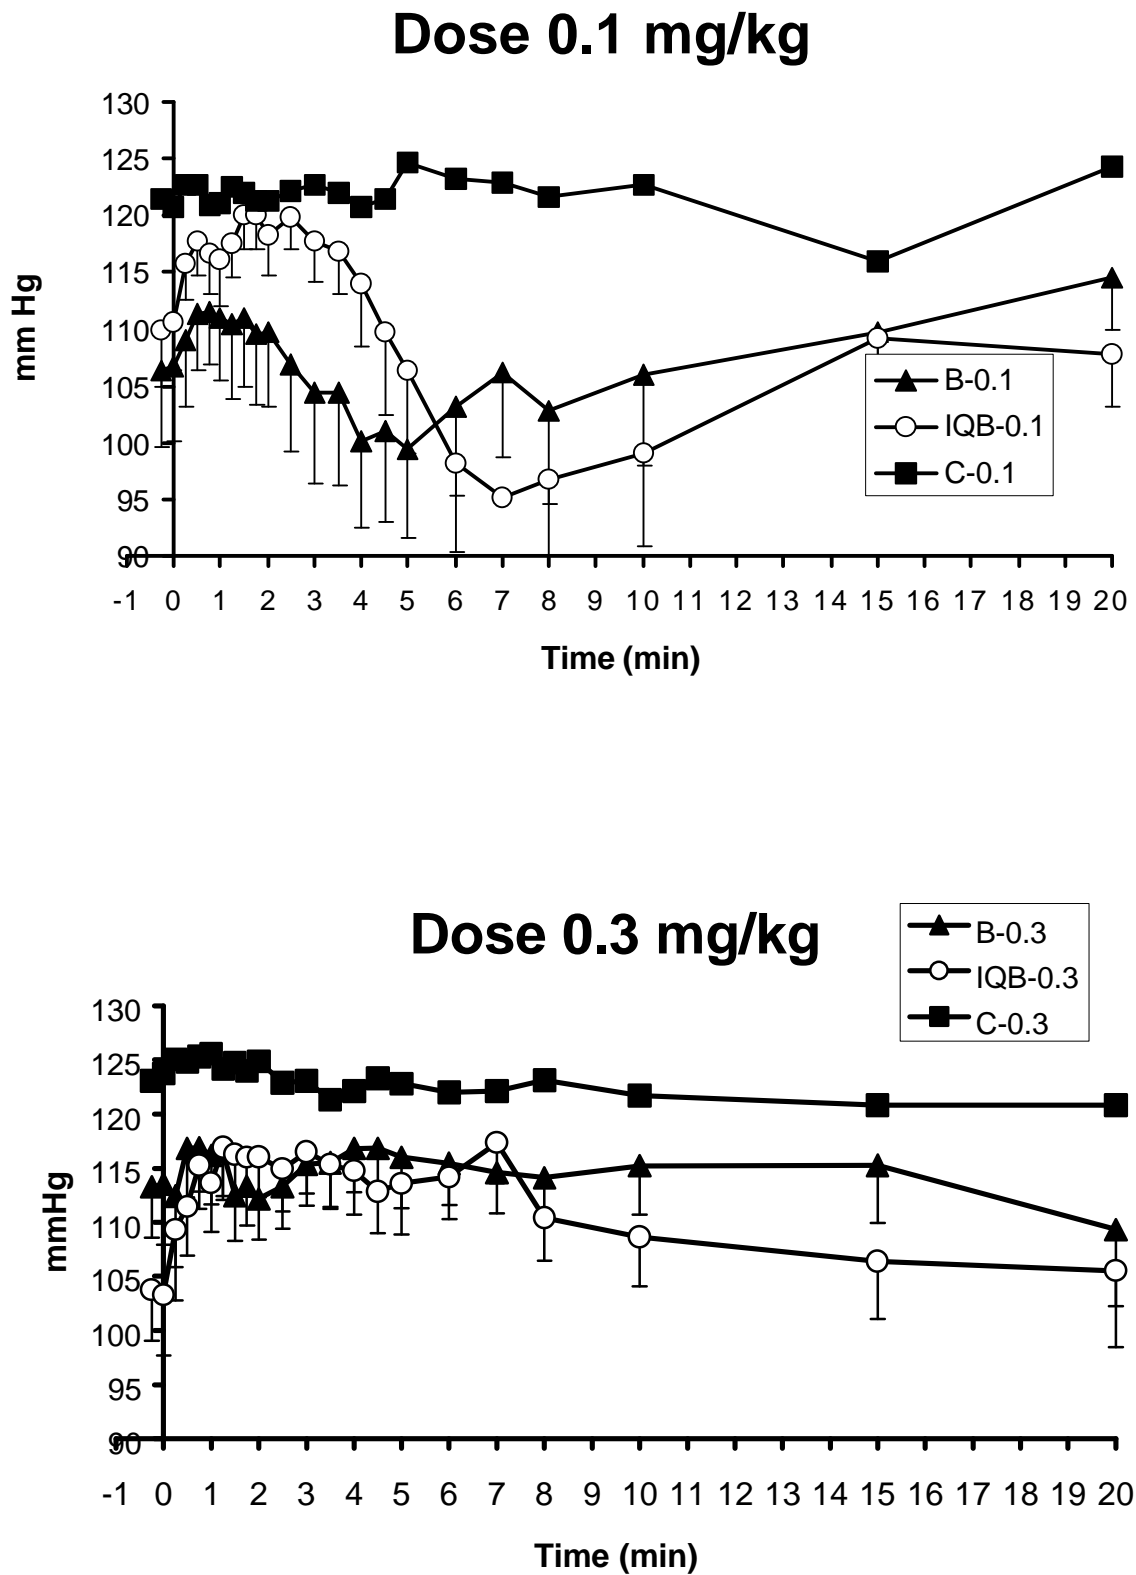 Dose 0.1 mg/kg
130
125
120
115
110
105
100
95
90
mm Hg
-1 0 1 2 3 4 5 6 7 8 9 10 11 12 13 14 15 16 17 18 19 20
Time (min)
B-0.1
IQB-0.1
C-0.1
Dose 0.3 mg/kg
B-0.3
IQB-0.3
C-0.3
130
125
120
115
110
105
100
95
90
mmHg
-1 0 1 2 3 4 5 6 7 8 9 10 11 12 13 14 15 16 17 18 19 20
Time (min)